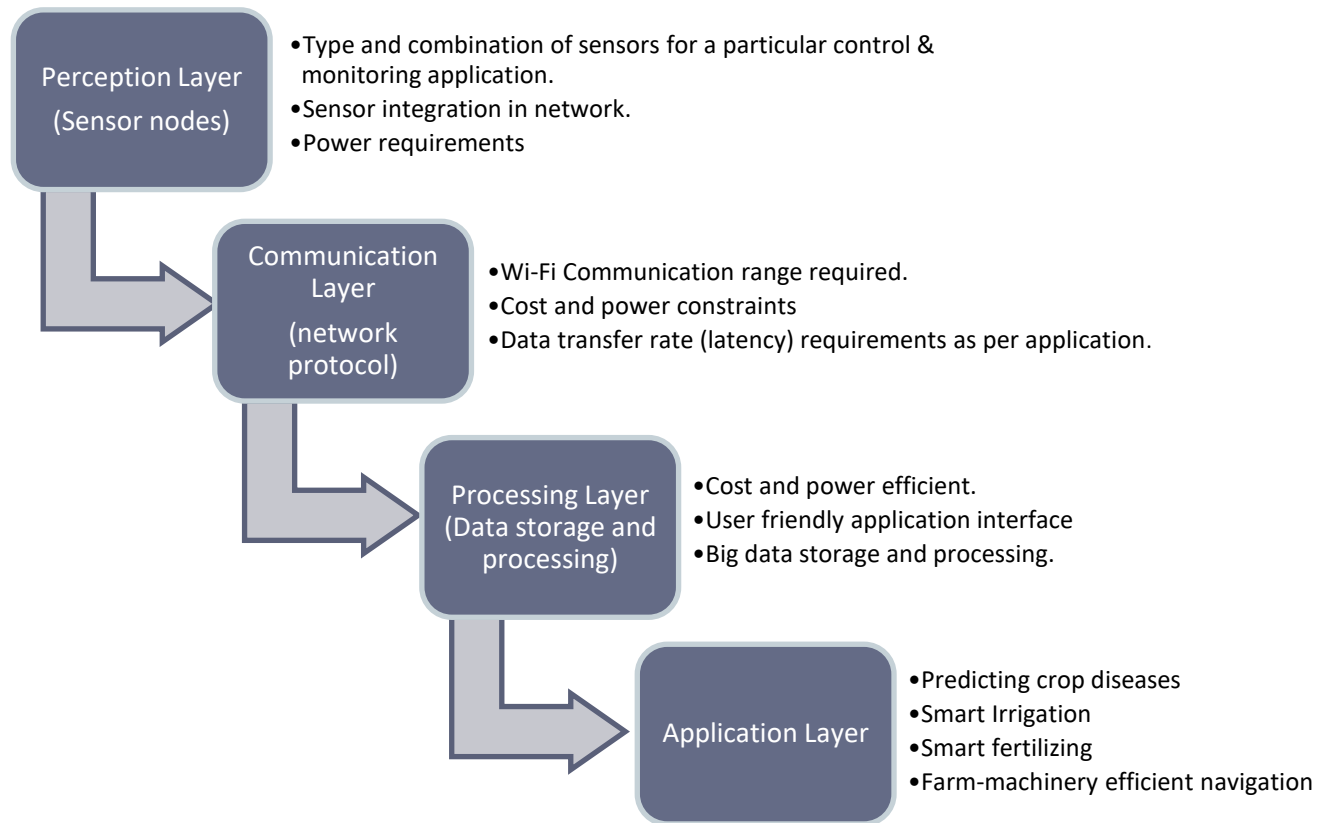 Perception Layer
(Sensor nodes)
•Type and combination of sensors for a particular control &
monitoring application.
•Sensor integration in network.
•Power requirements
Communication
Layer
(network
protocol)
•Wi-Fi Communication range required.
•Cost and power constraints
•Data transfer rate (latency) requirements as per application.
Processing Layer
(Data storage and
processing)
•Cost and power efficient.
•User friendly application interface
•Big data storage and processing.
Application Layer
•Predicting crop diseases
•Smart Irrigation
•Smart fertilizing
•Farm-machinery efficient navigation